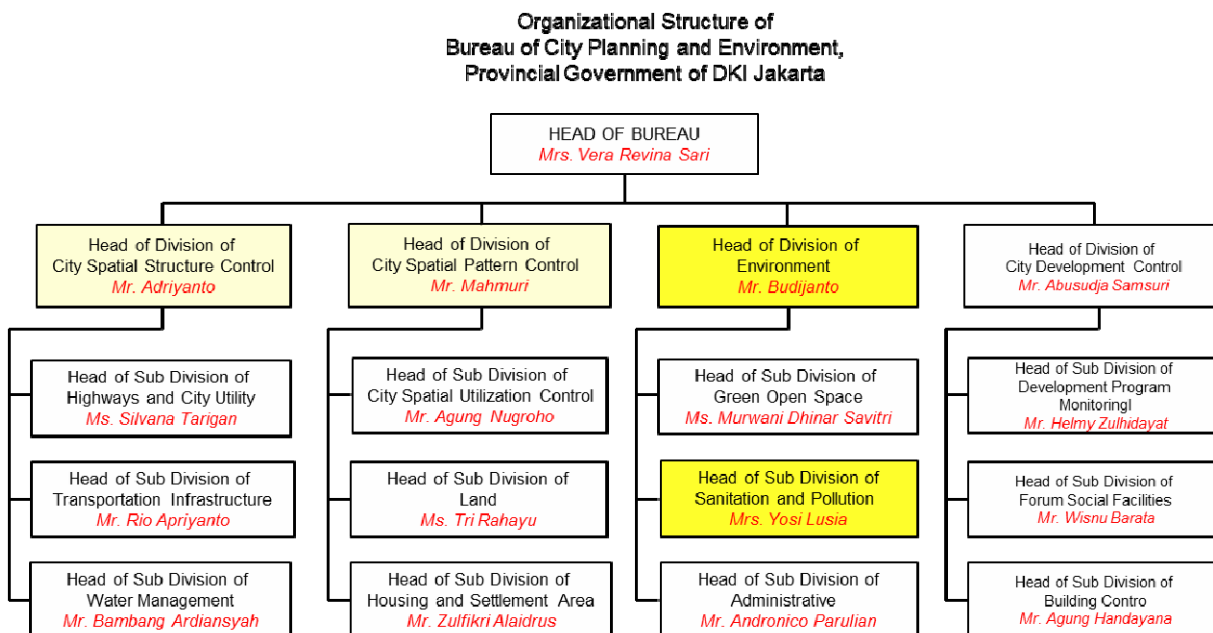 Organizational Structure of
Bureau of City Planning and Environment,
Provincial Government of DKI Jakarta
HEAD OF BUREAU
Mrs. Vera Revina Sari
Head of Division of
City Spatial Structure Control
Mr. Adriyanto
Head of Division of
City Spatial Pattern Control
Mr. Mahmuri
Head of Division of
Environment
Mr. Budijanto
Head of Division of
City Development Control
Mr. Abusudja Samsuri
Head of Sub Division of
Highways and City Utility
Ms. Silvana Tarigan
Head of Sub Division of
City Spatial Utilization Control
Mr. Agung Nugroho
Head of Sub Division of
Green Open Space
Ms. Murwani Dhinar Savitri
Head of Sub Division of
Development Program
MonitoringI
Mr. Helmy Zulhidayat
Head of Sub Division of
Transportation Infrastructure
Mr. Rio Apriyanto
Head of Sub Division of
Land
Ms. Tri Rahayu
Head of Sub Division of
Sanitation and Pollution
Mrs. Yosi Lusia
Head of Sub Division of
Forum Social Facilities
Mr. Wisnu Barata
Head of Sub Division of
Water Management
Mr. Bambang Ardiansyah
Head of Sub Division of
Housing and Settlement Area
Mr. Zulfikri Alaidrus
Head of Sub Division of
Administrative
Mr. Andronico Parulian
Head of Sub Division of
Building Contro
Mr. Agung Handayana